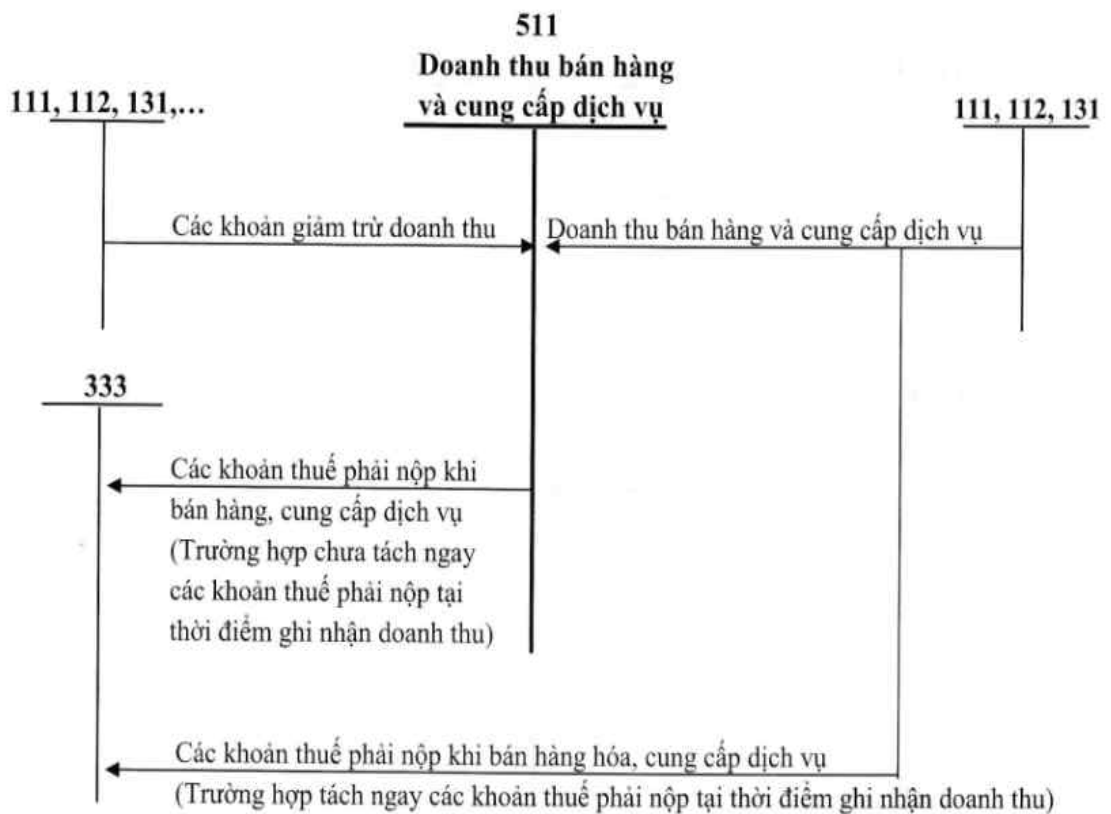 511
Doanh thu bán hàng
và cung cấp dịch vụ
111, 112, 131,...
111, 112, 131
Các khoản giảm trừ doanh thu
Doanh thu bán hàng và cung cấp dịch vụ
333
Các khoản thuế phải nộp khi
bán hàng, cung cấp dịch vụ
(Trường hợp chưa tách ngay
các khoản thuế phải nộp tại
thời điểm ghi nhận doanh thu)
Các khoản thuế phải nộp khi bán hàng hóa, cung cấp dịch vụ
(Trường hợp tách ngay các khoản thuế phải nộp tại thời điểm ghi nhận doanh thu)